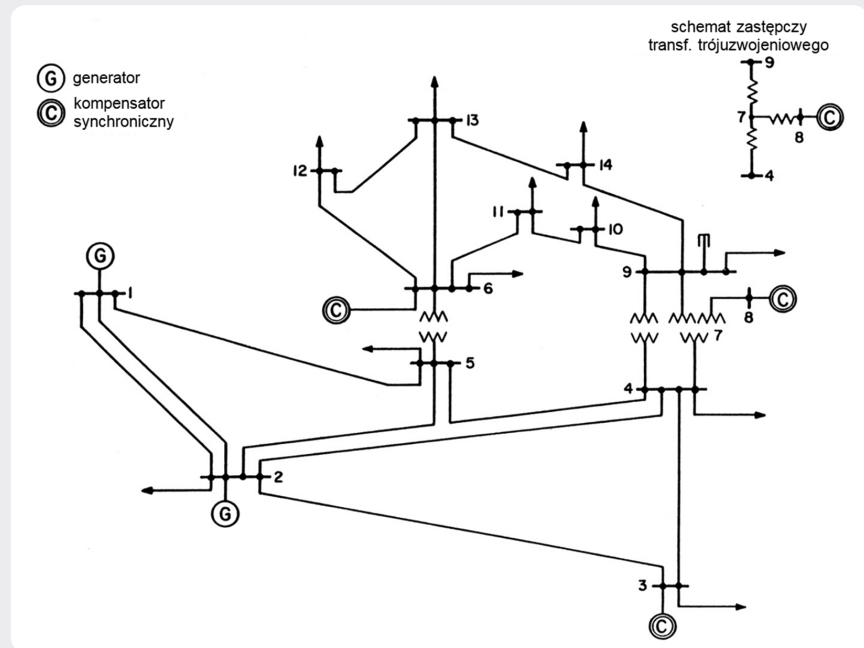 schemat zastępczy
transf. trójuzwojeniowego
9
7
C
8
4
G generator
C kompensator
synchroniczny
13
12
14
11
10
G
1
9
6
C
C
8
7
5
4
2
G
3
C